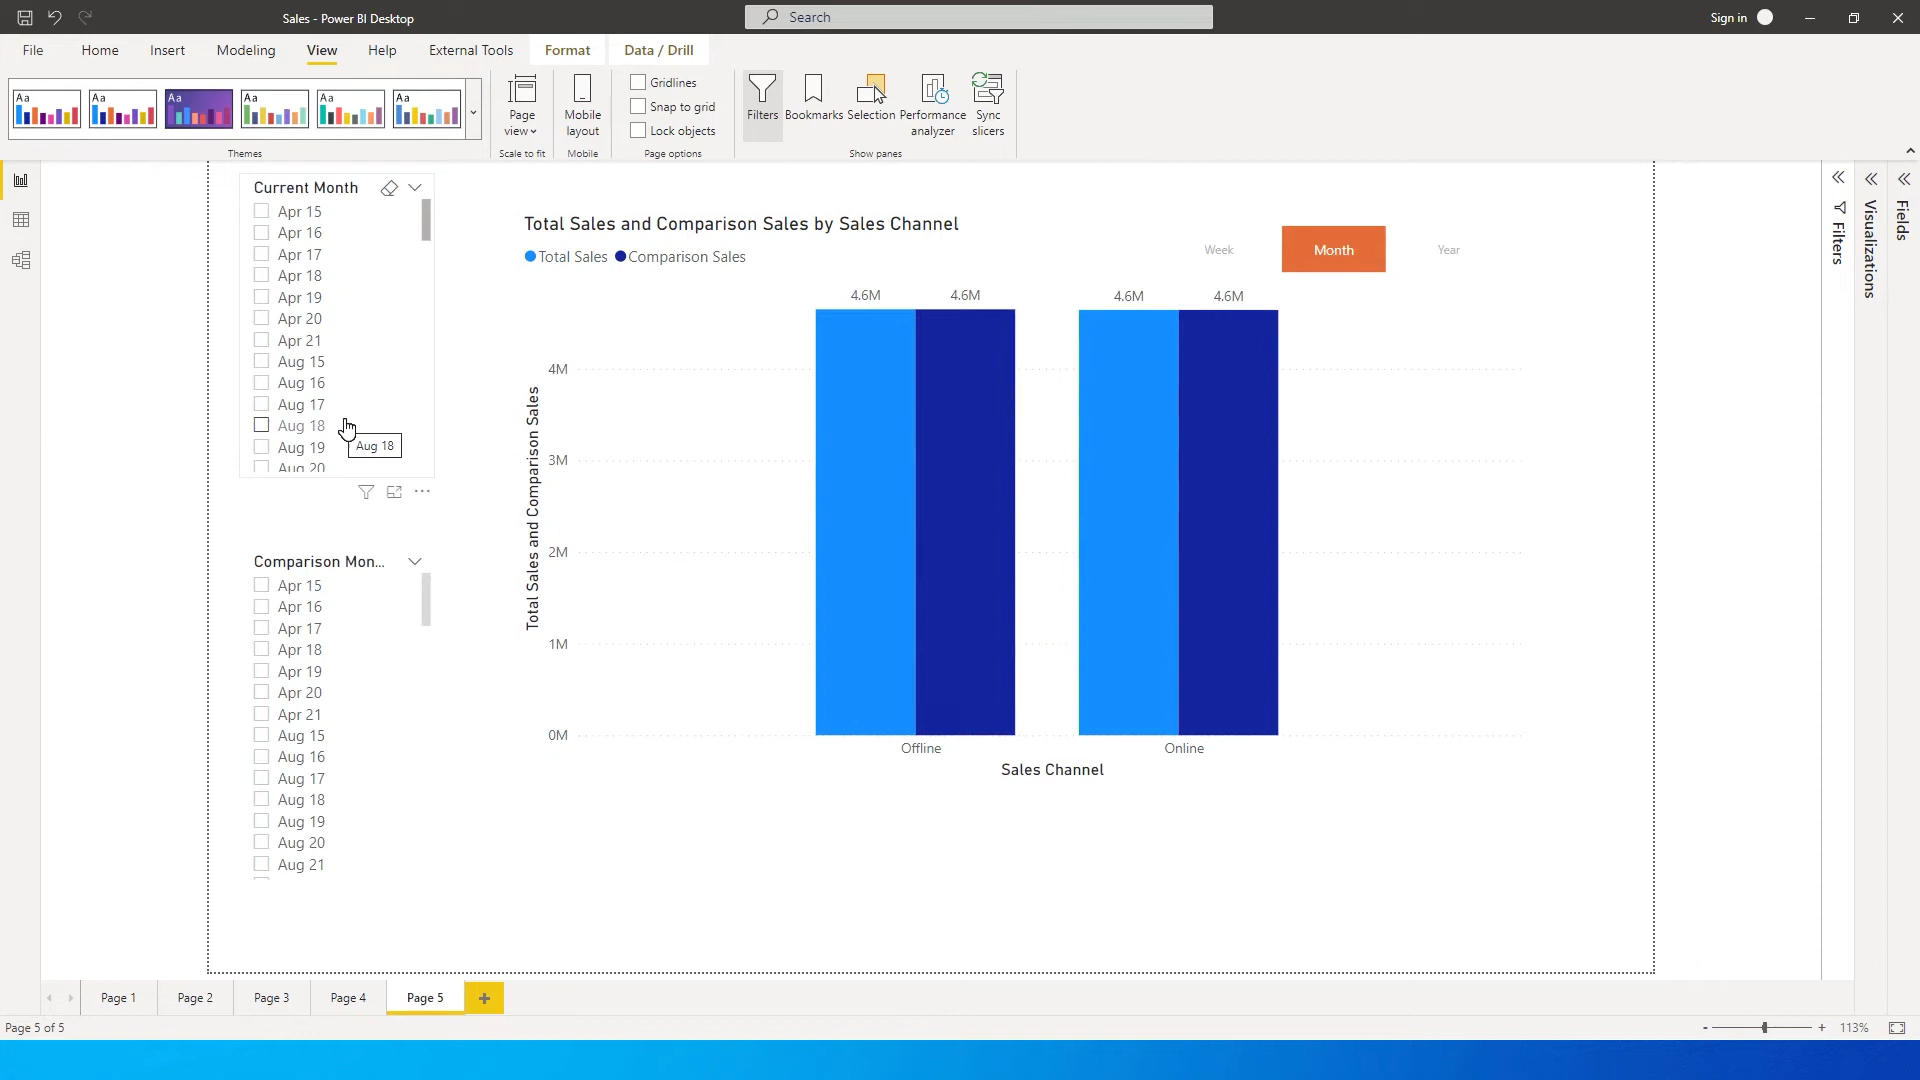 Sales - Power BI Desktop
Search
Sign in
File
Home
Insert
Modeling
View
Help
External Tools
Format
Data / Drill
Aa
Aa
Aa
Aa
Aa
Aa
Themes
Page
view
Scale to fit
Mobile
layout
Mobile
Gridlines
Snap to grid
Lock objects
Page options
Filters
Bookmarks
Selection
Performance
analyzer
Sync
slicers
Show panes
Current Month
Apr 15
Apr 16
Apr 17
Apr 18
Apr 19
Apr 20
Apr 21
Aug 15
Aug 16
Aug 17
Aug 18
Aug 19
Aug 20
Aug 18
Comparison Mon...
Apr 15
Apr 16
Apr 17
Apr 18
Apr 19
Apr 20
Apr 21
Aug 15
Aug 16
Aug 17
Aug 18
Aug 19
Aug 20
Aug 21
Total Sales and Comparison Sales by Sales Channel
Total Sales
Comparison Sales
Week
Month
Year
4.6M
4.6M
4.6M
4.6M
4M
3M
2M
1M
0M
Total Sales and Comparison Sales
Offline
Online
Sales Channel
Filters
Visualizations
Fields
Page 1
Page 2
Page 3
Page 4
Page 5
Page 5 of 5
- + 113%